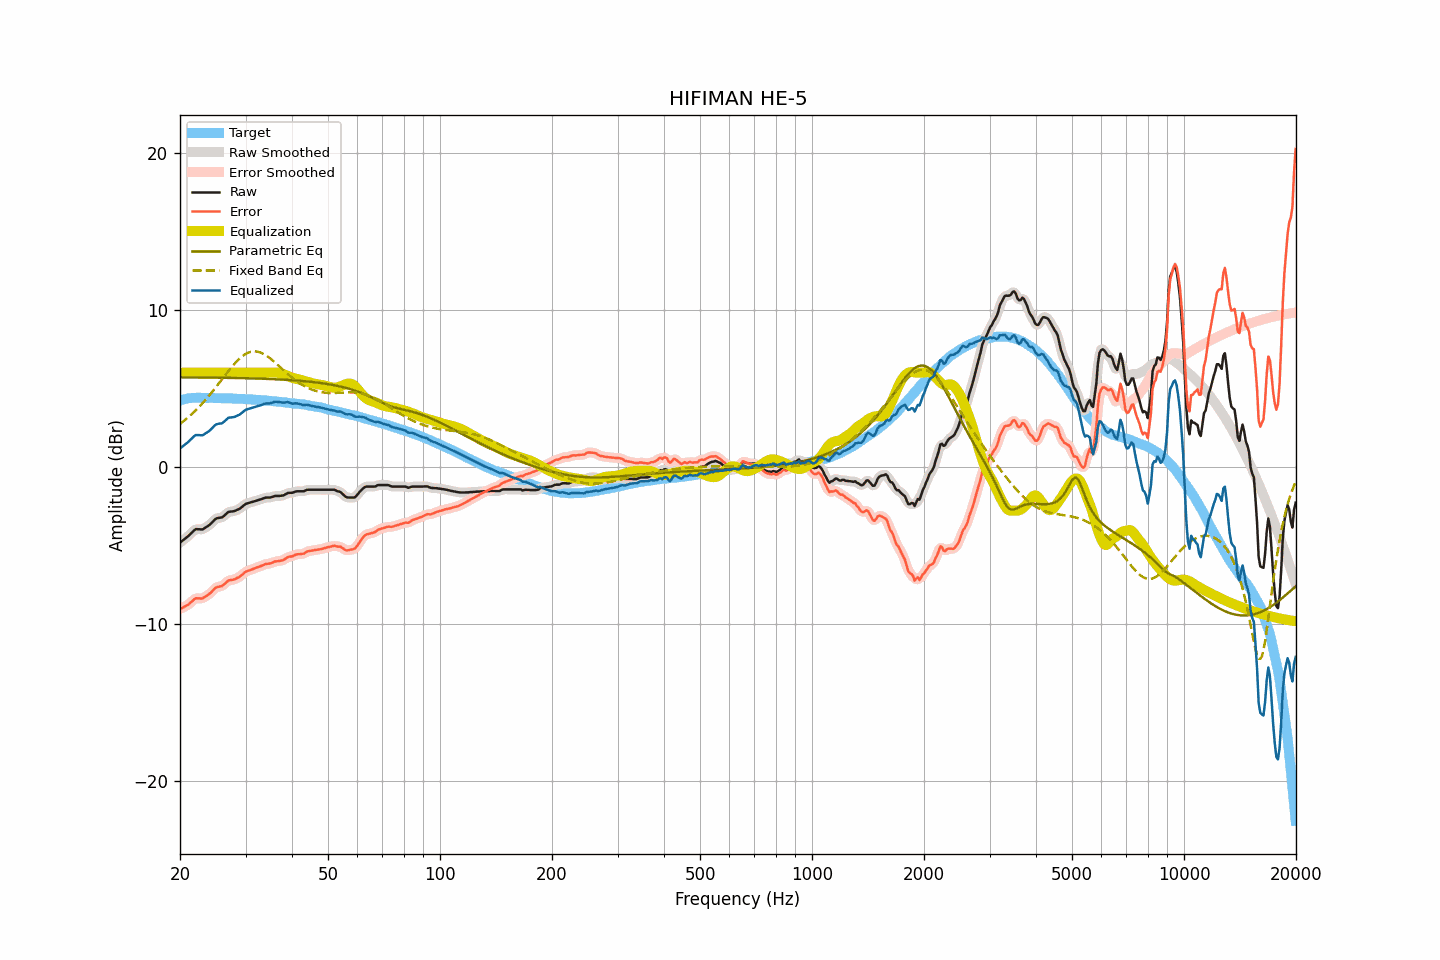 HIFIMAN HE-5
Target
Raw Smoothed
Error Smoothed
Raw
Error
Equalization
Parametric Eq
Fixed Band Eq
Equalized
20
10
0
−10
−20
Amplitude (dBr)
20 50 100 200 500 1000 2000 5000 10000 20000
Frequency (Hz)